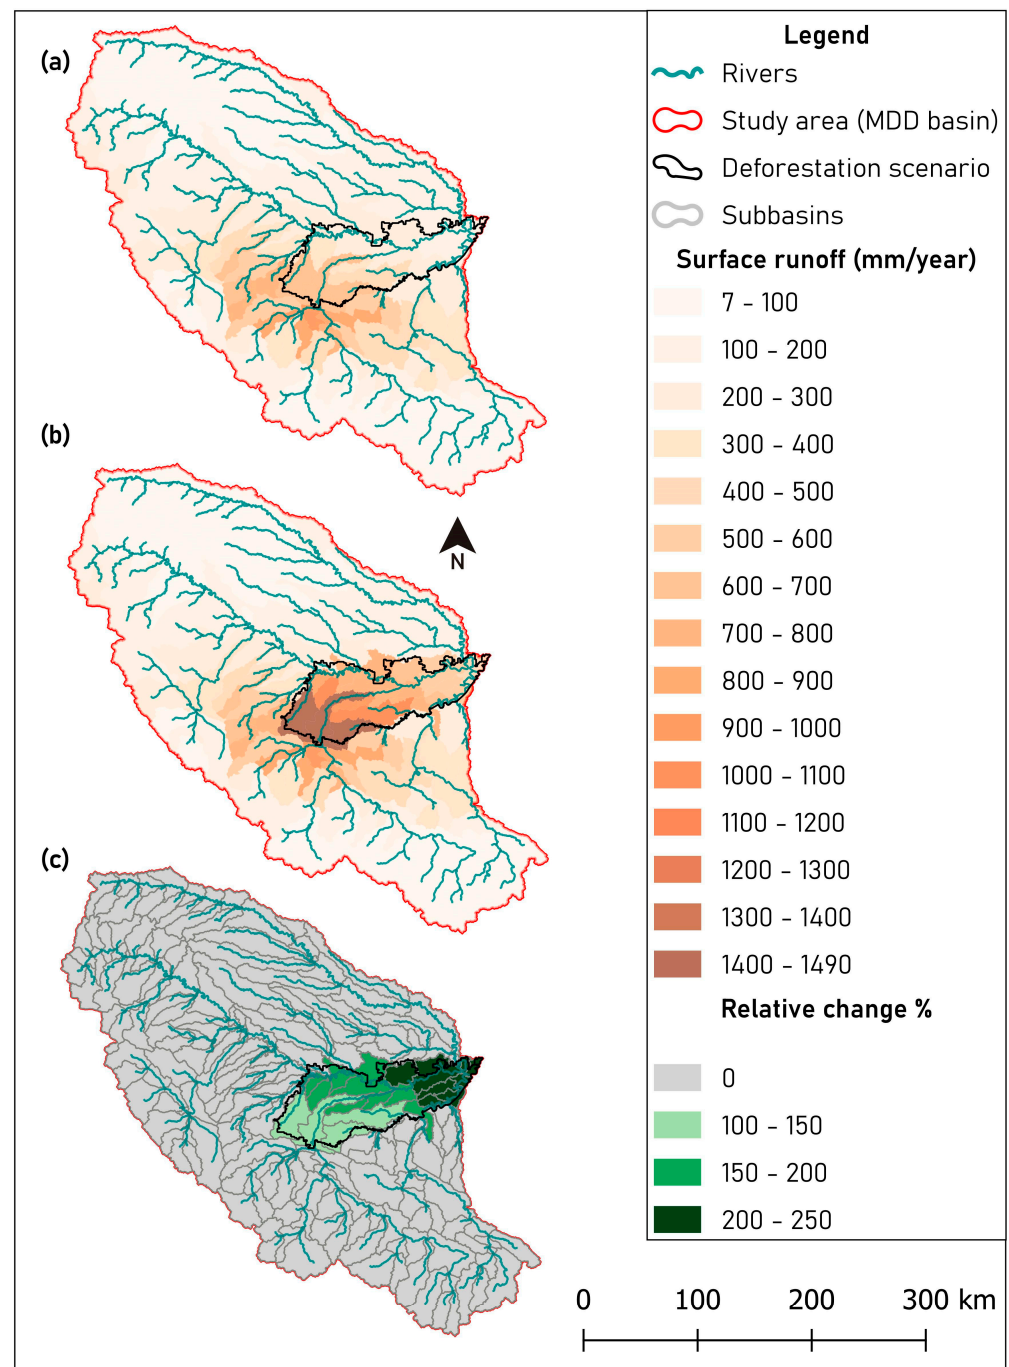 (a)
(b)
N
(c)
Legend
Rivers
Study area (MDD basin)
Deforestation scenario
Subbasins
Surface runoff (mm/year)
7 - 100
100 - 200
200 - 300
300 - 400
400 - 500
500 - 600
600 - 700
700 - 800
800 - 900
900 - 1000
1000 - 1100
1100 - 1200
1200 - 1300
1300 - 1400
1400 - 1490
Relative change %
0
100 - 150
150 - 200
200 - 250
0 100 200 300 km